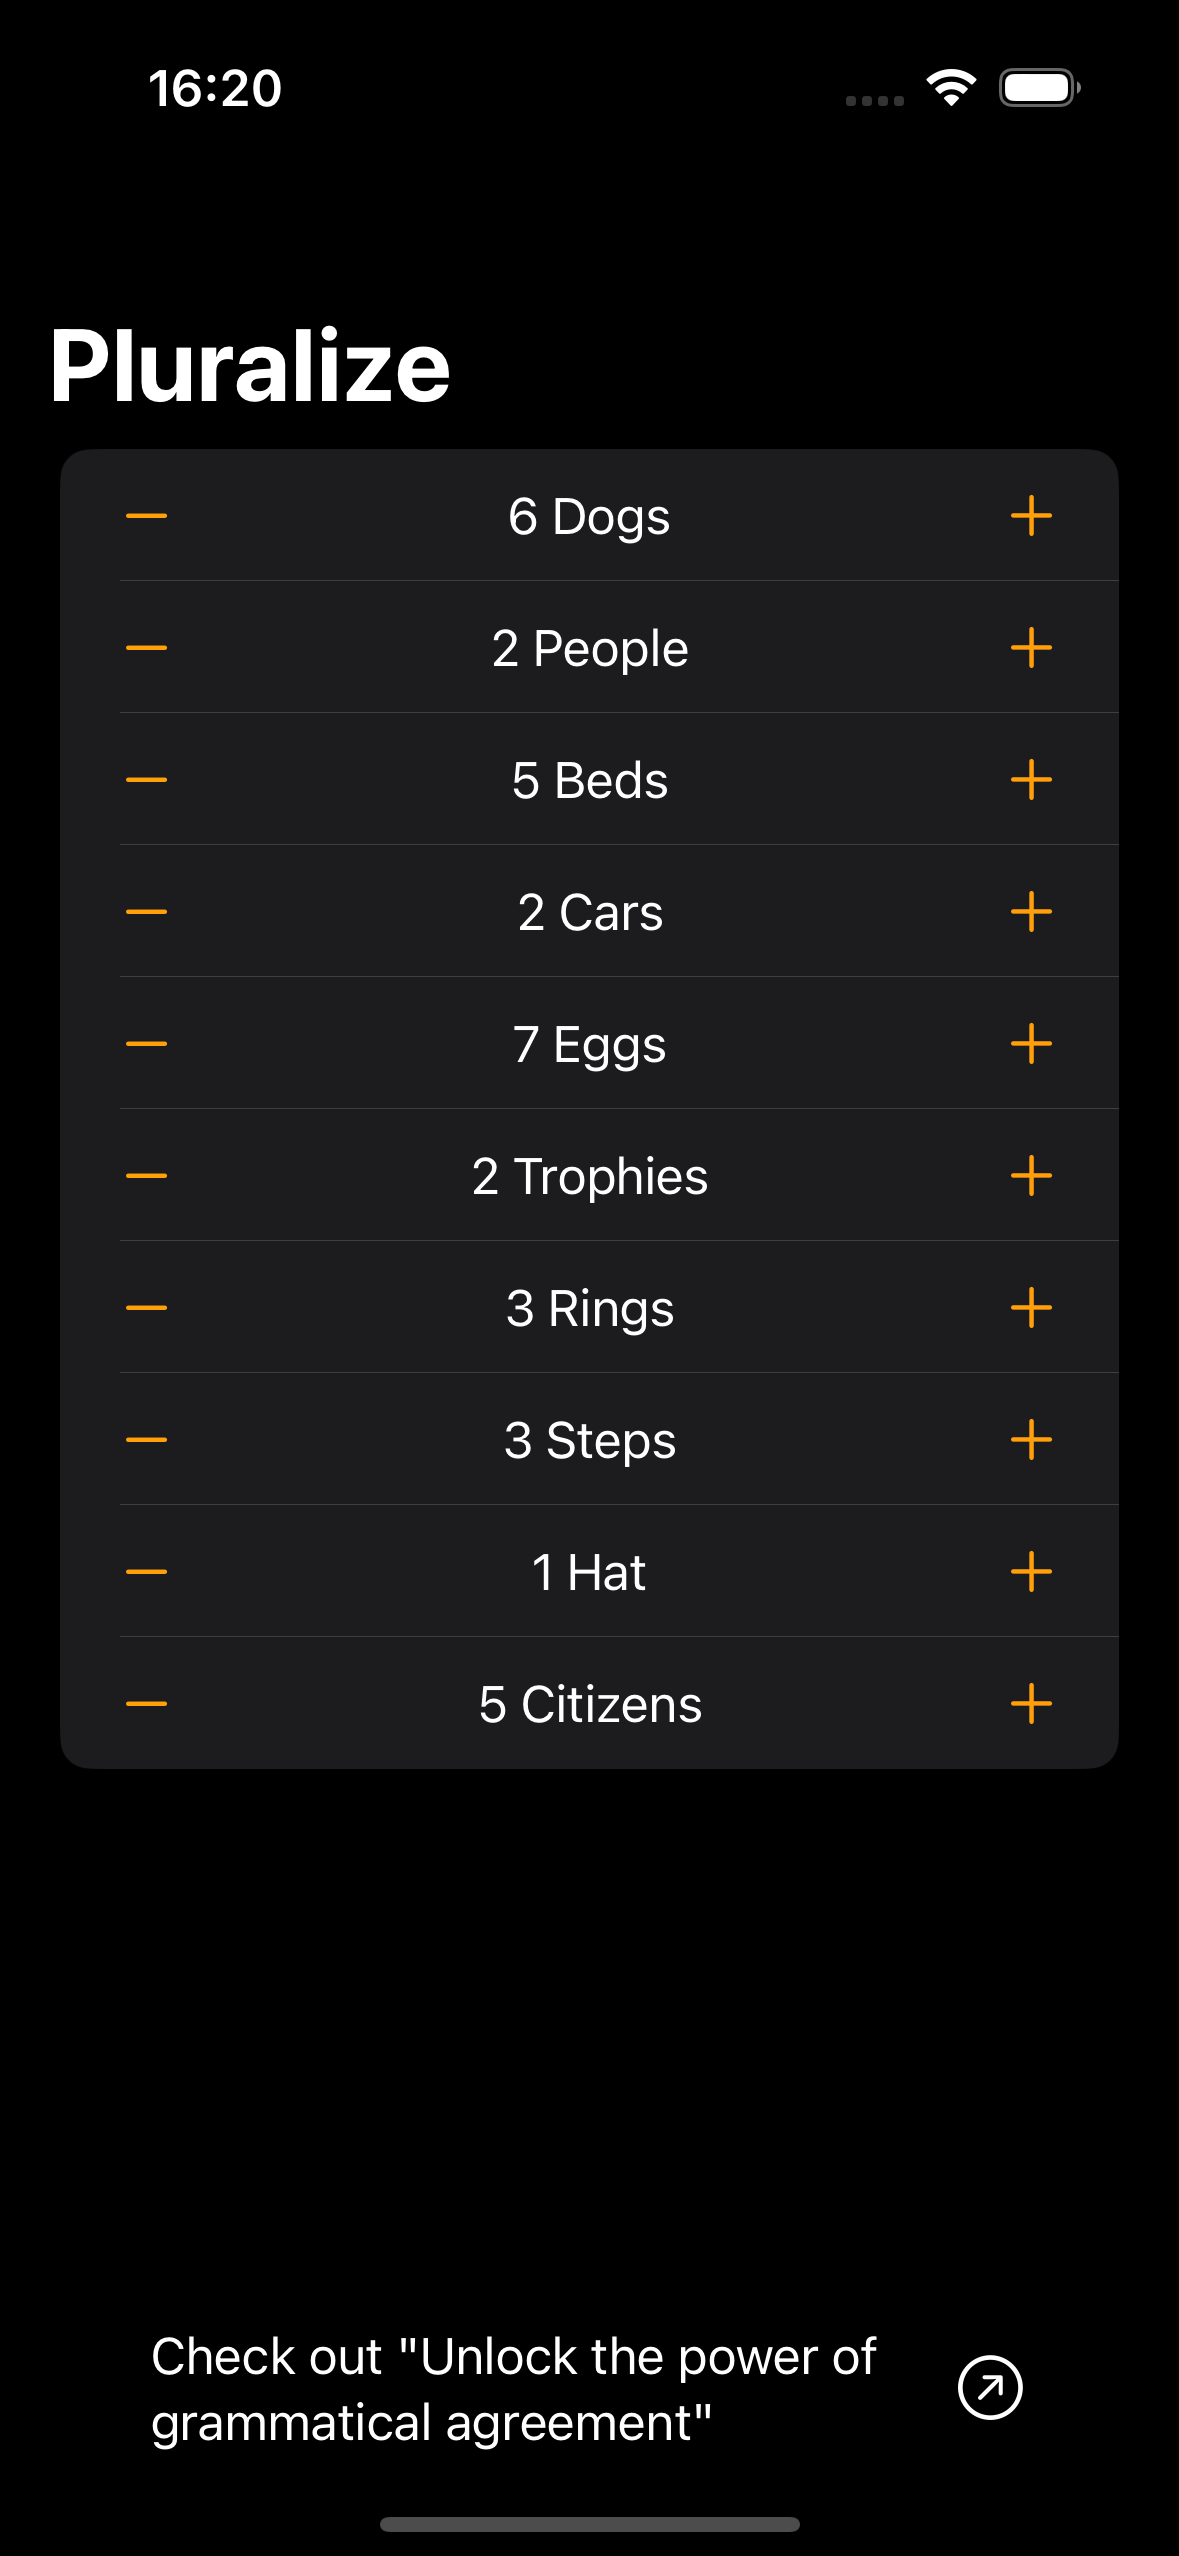 16:20
Pluralize
6 Dogs
2 People
5 Beds
2 Cars
7 Eggs
2 Trophies
3 Rings
3 Steps
1 Hat
5 Citizens
Check out "Unlock the power of
grammatical agreement"